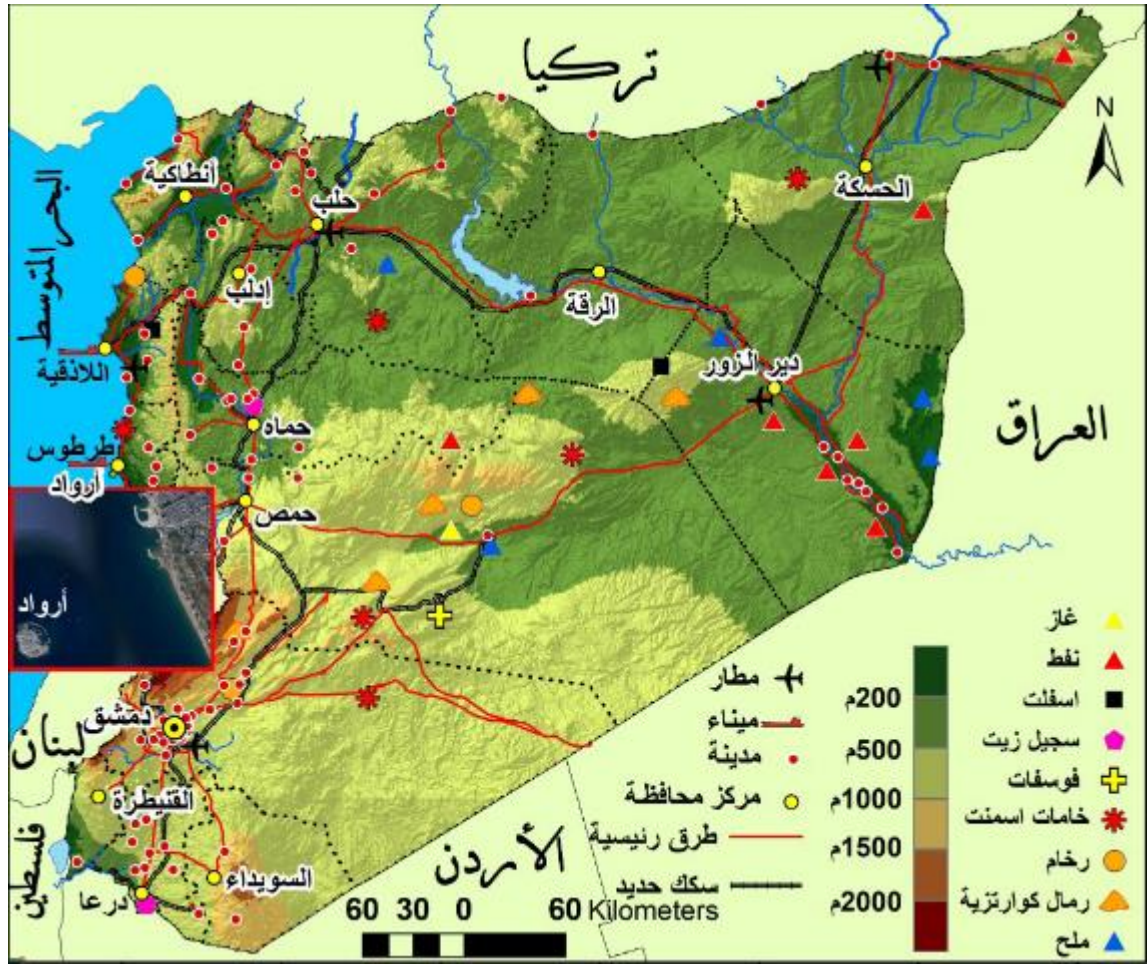 تركيا
N
البحر المتوسط
أنطاكية
حلب
الحسكة
إدلب
الرقة
اللاذقية
دير الزور
حماه
العراق
طرطوس
أرواد
حمص
أرواد
دمشق
لبنان
القنيطرة
فلسطين
السويداء
درعا
الأردن
مطار
ميناء
مدينة
مركز محافظة
طرق رئيسية
سكك حديد
60 30 0 60 Kilometers
200م
500م
1000م
1500م
2000م
غاز
نفط
اسفلت
سجيل زيت
فوسفات
خامات اسمنت
رخام
رمال كوارتزية
ملح